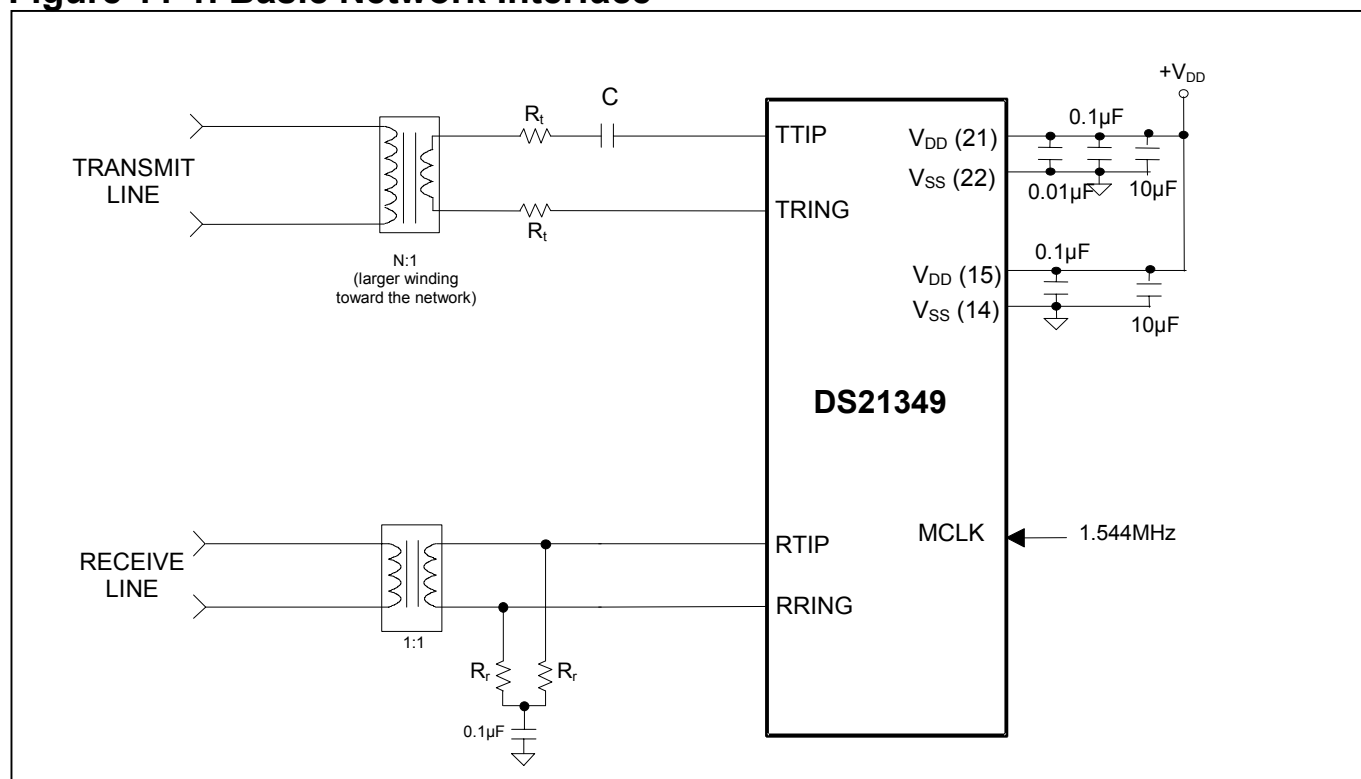 Figure 11-1. Basic Network Interface
+VDD
C
Rt
0.1µF
TTIP
VDD (21)
TRANSMIT
LINE
VSS (22)
0.01µF
10µF
TRING
Rt
N:1
(larger winding
toward the network)
0.1µF
VDD (15)
VSS (14)
10µF
DS21349
RECEIVE
LINE
RTIP
MCLK
1.544MHz
RRING
1:1
Rr
Rr
0.1µF